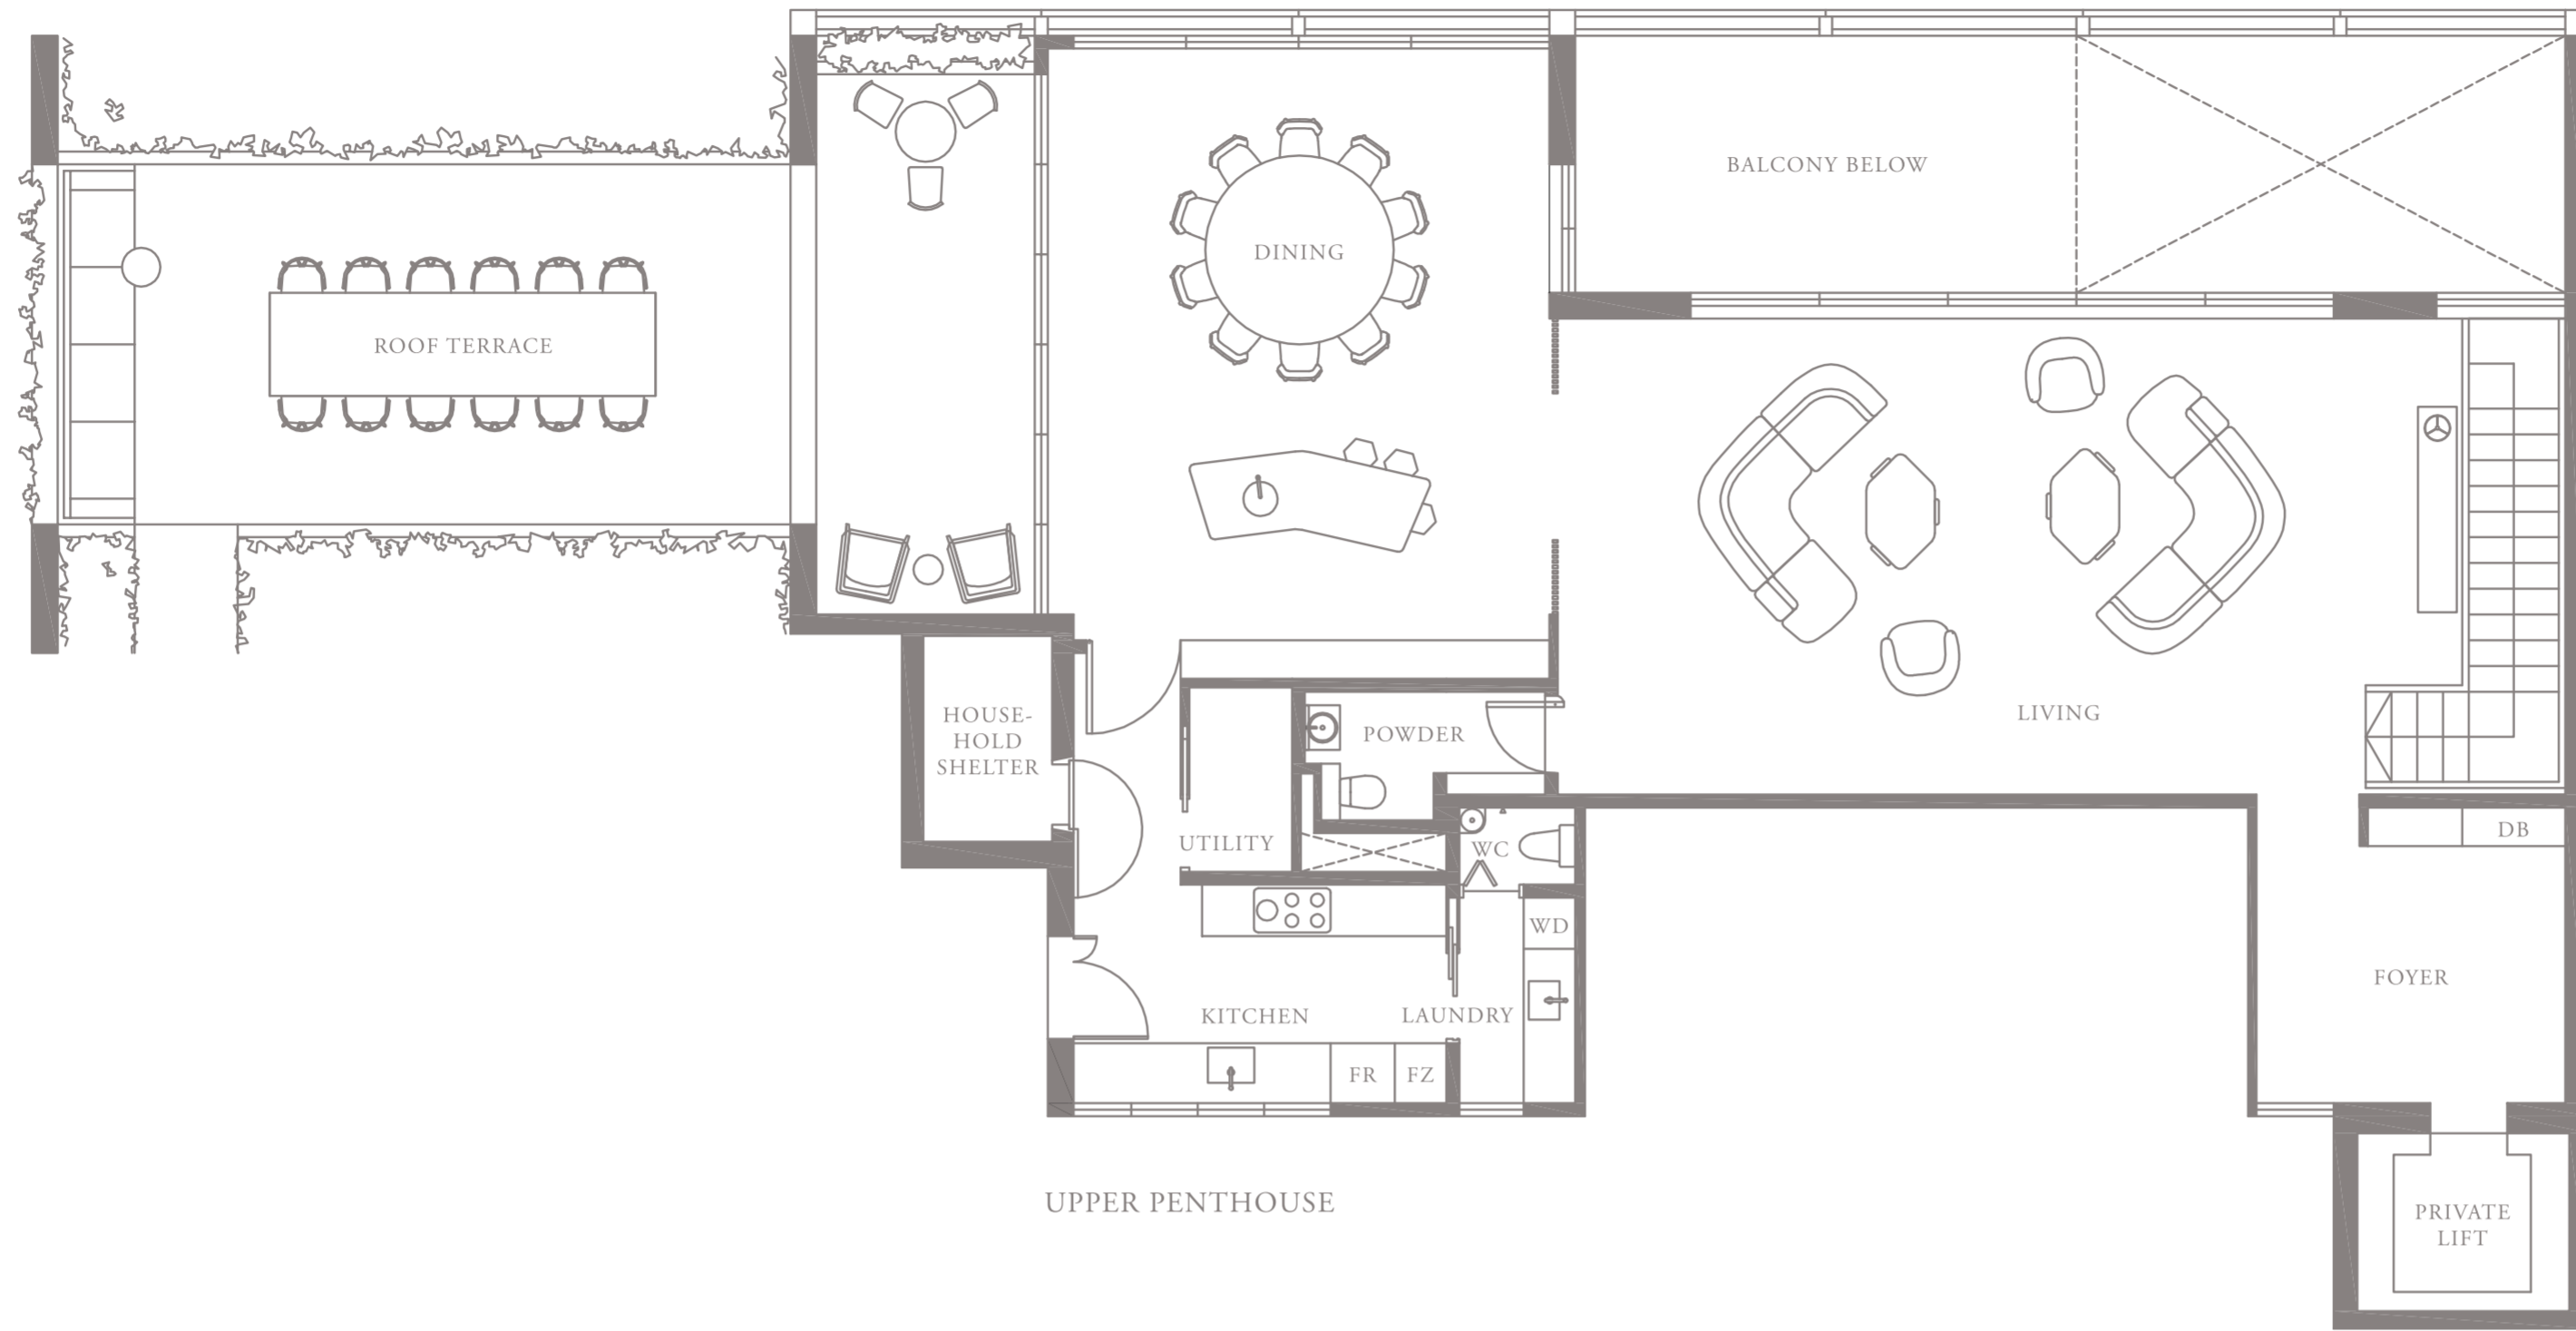 BALCONY BELOW
DINING
ROOF TERRACE
HOUSE-
HOLD
SHELTER
POWDER
LIVING
UTILITY
WC
DB
WD
FOYER
KITCHEN
LAUNDRY
FR
FZ
UPPER PENTHOUSE
PRIVATE
LIFT